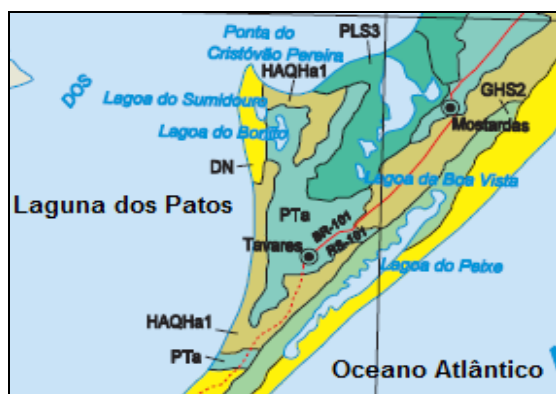 Ponta do
Cristóvão Pereira
PLS3
HAQHa1
DOS
Lagoa do Sumidouro
GHS2
Lagoa do Bonito
Mostardas
DN
Lagoa da Boa Vista
Laguna dos Patos
PTa
BR-101
Tavares
RS-101
Lagoa do Peixe
HAQHa1
PTa
Oceano Atlântico